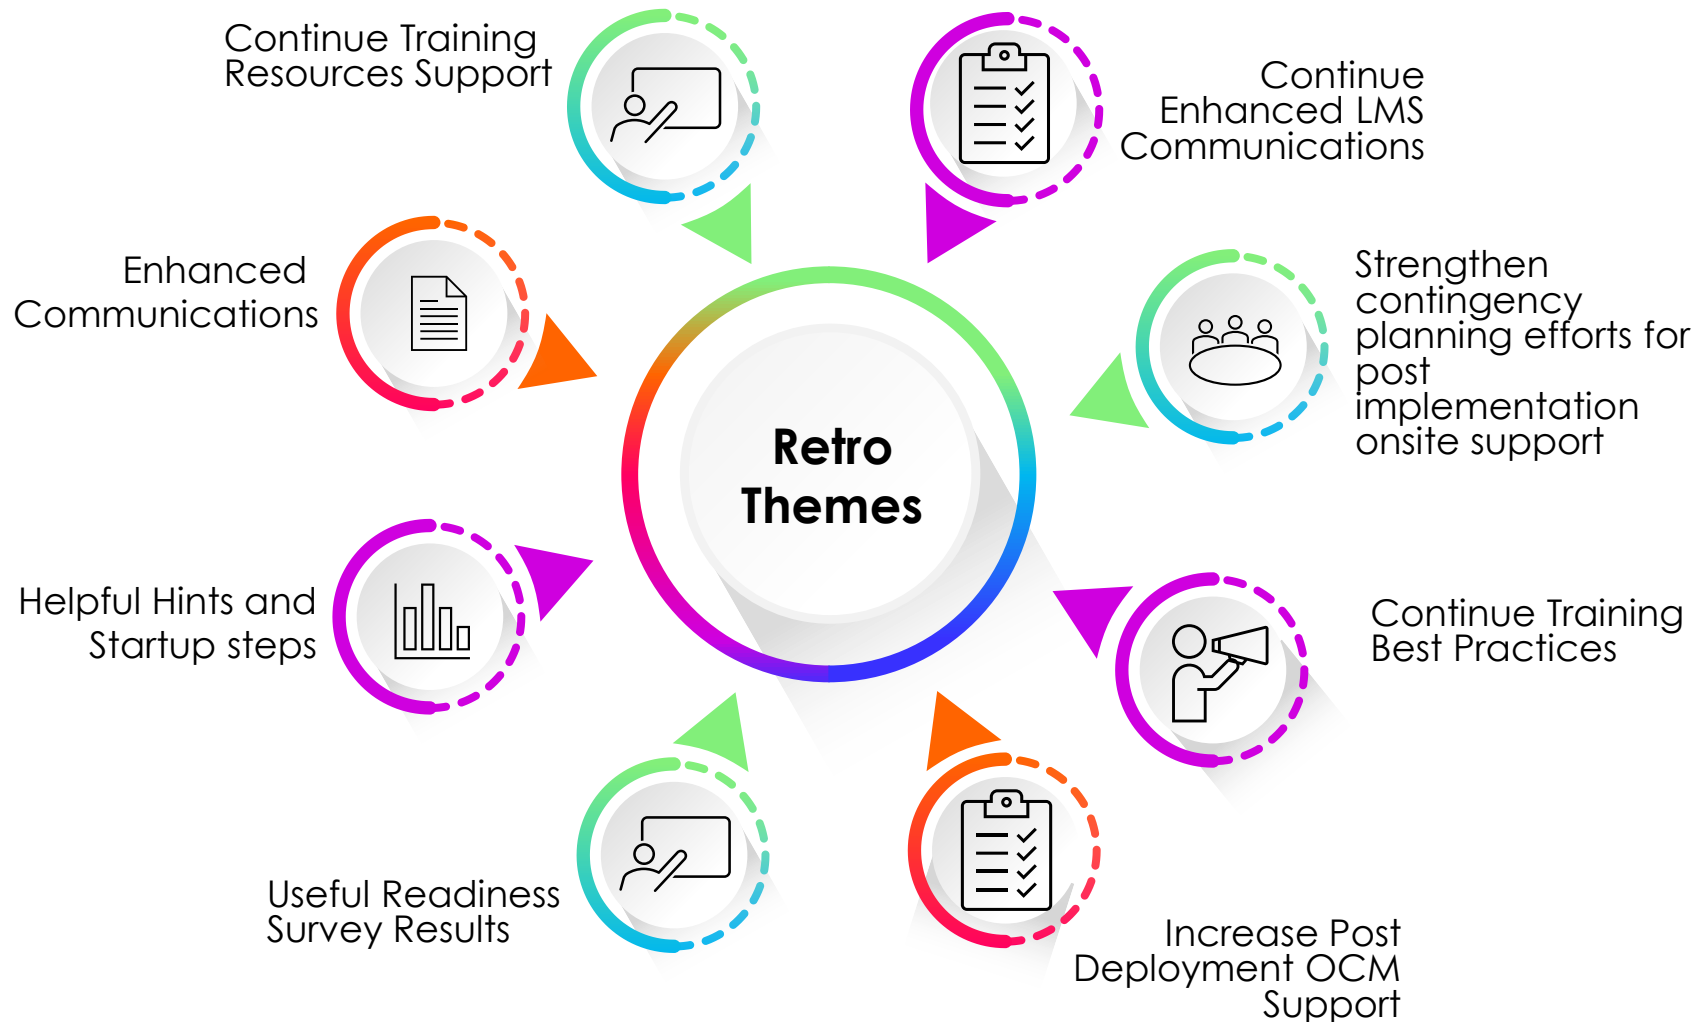 Continue Training
Resources Support
Continue
Enhanced LMS
Communications
Enhanced
Communications
Strengthen
contingency
planning efforts for
post
implementation
onsite support
Retro
Themes
Helpful Hints and
Startup steps
Continue Training
Best Practices
Useful Readiness
Survey Results
Increase Post
Deployment OCM
Support